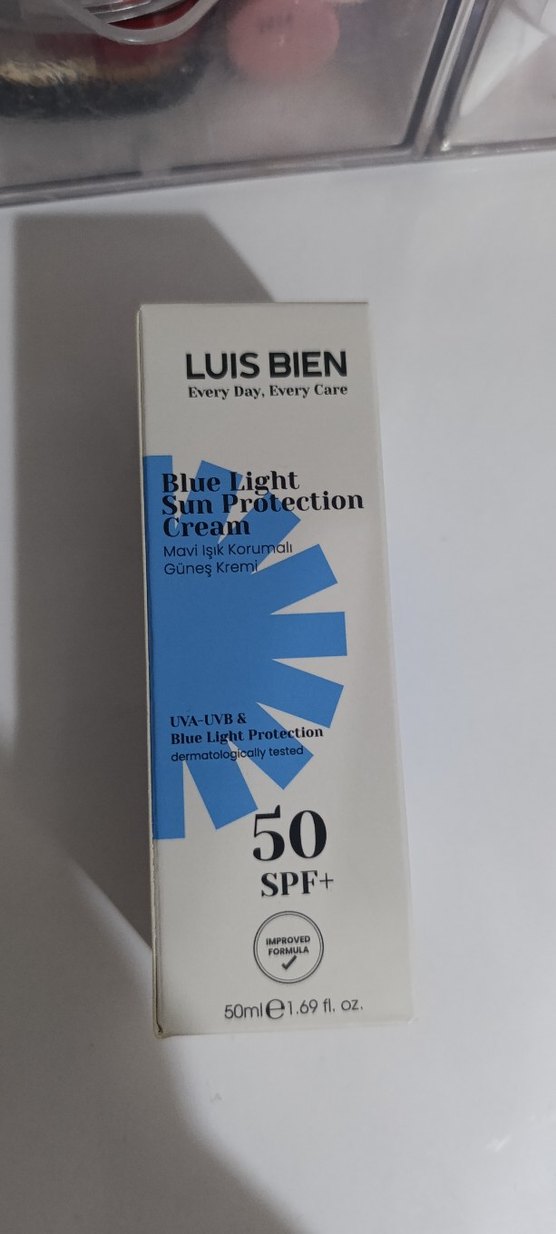 LUIS BIEN
Every Day, Every Care
Blue Light
Sun Protection
Cream
Mavi Işık Korumalı
Güneş Kremi
UVA-UVB &
Blue Light Protection
dermatologically tested
50
SPF+
IMPROVED
FORMULA
50ml ℮ 1.69 fl. oz.